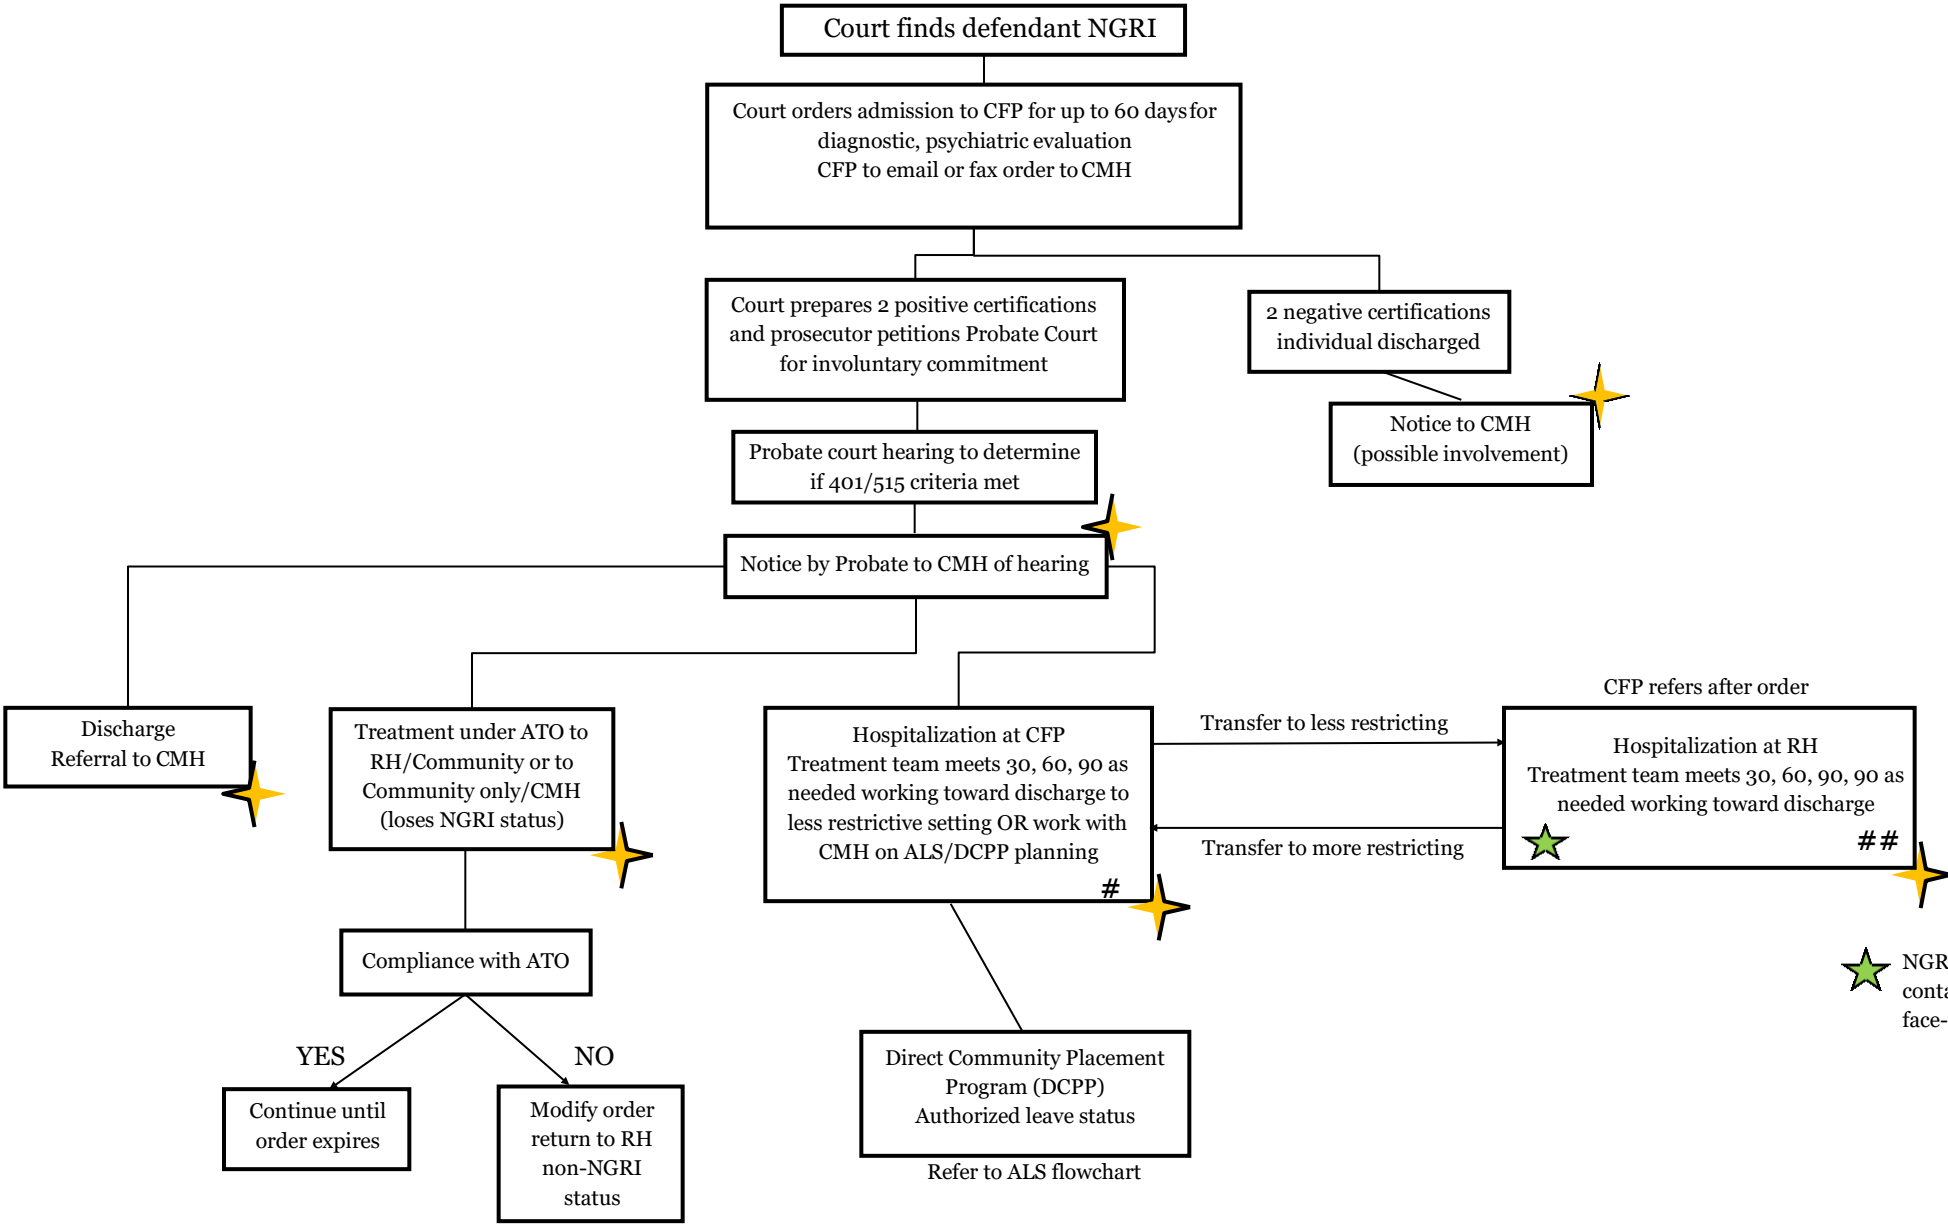 Court finds defendant NGRI
Court orders admission to CFP for up to 60 days for
diagnostic, psychiatric evaluation
CFP to email or fax order to CMH
Court prepares 2 positive certifications
and prosecutor petitions Probate Court
for involuntary commitment
2 negative certifications
individual discharged
Notice to CMH
(possible involvement)
Probate court hearing to determine
if 401/515 criteria met
Notice by Probate to CMH of hearing
Discharge
Referral to CMH
Treatment under ATO to
RH/Community or to
Community only/CMH
(loses NGRI status)
Hospitalization at CFP
Treatment team meets 30, 60, 90 as
needed working toward discharge to
less restrictive setting OR work with
CMH on ALS/DCPP planning
#
Transfer to less restricting
Transfer to more restricting
CFP refers after order
Hospitalization at RH
Treatment team meets 30, 60, 90, 90 as
needed working toward discharge
##
Compliance with ATO
YES
NO
Continue until
order expires
Modify order
return to RH
non-NGRI
status
Direct Community Placement
Program (DCPP)
Authorized leave status
Refer to ALS flowchart
NGR
conta
face-